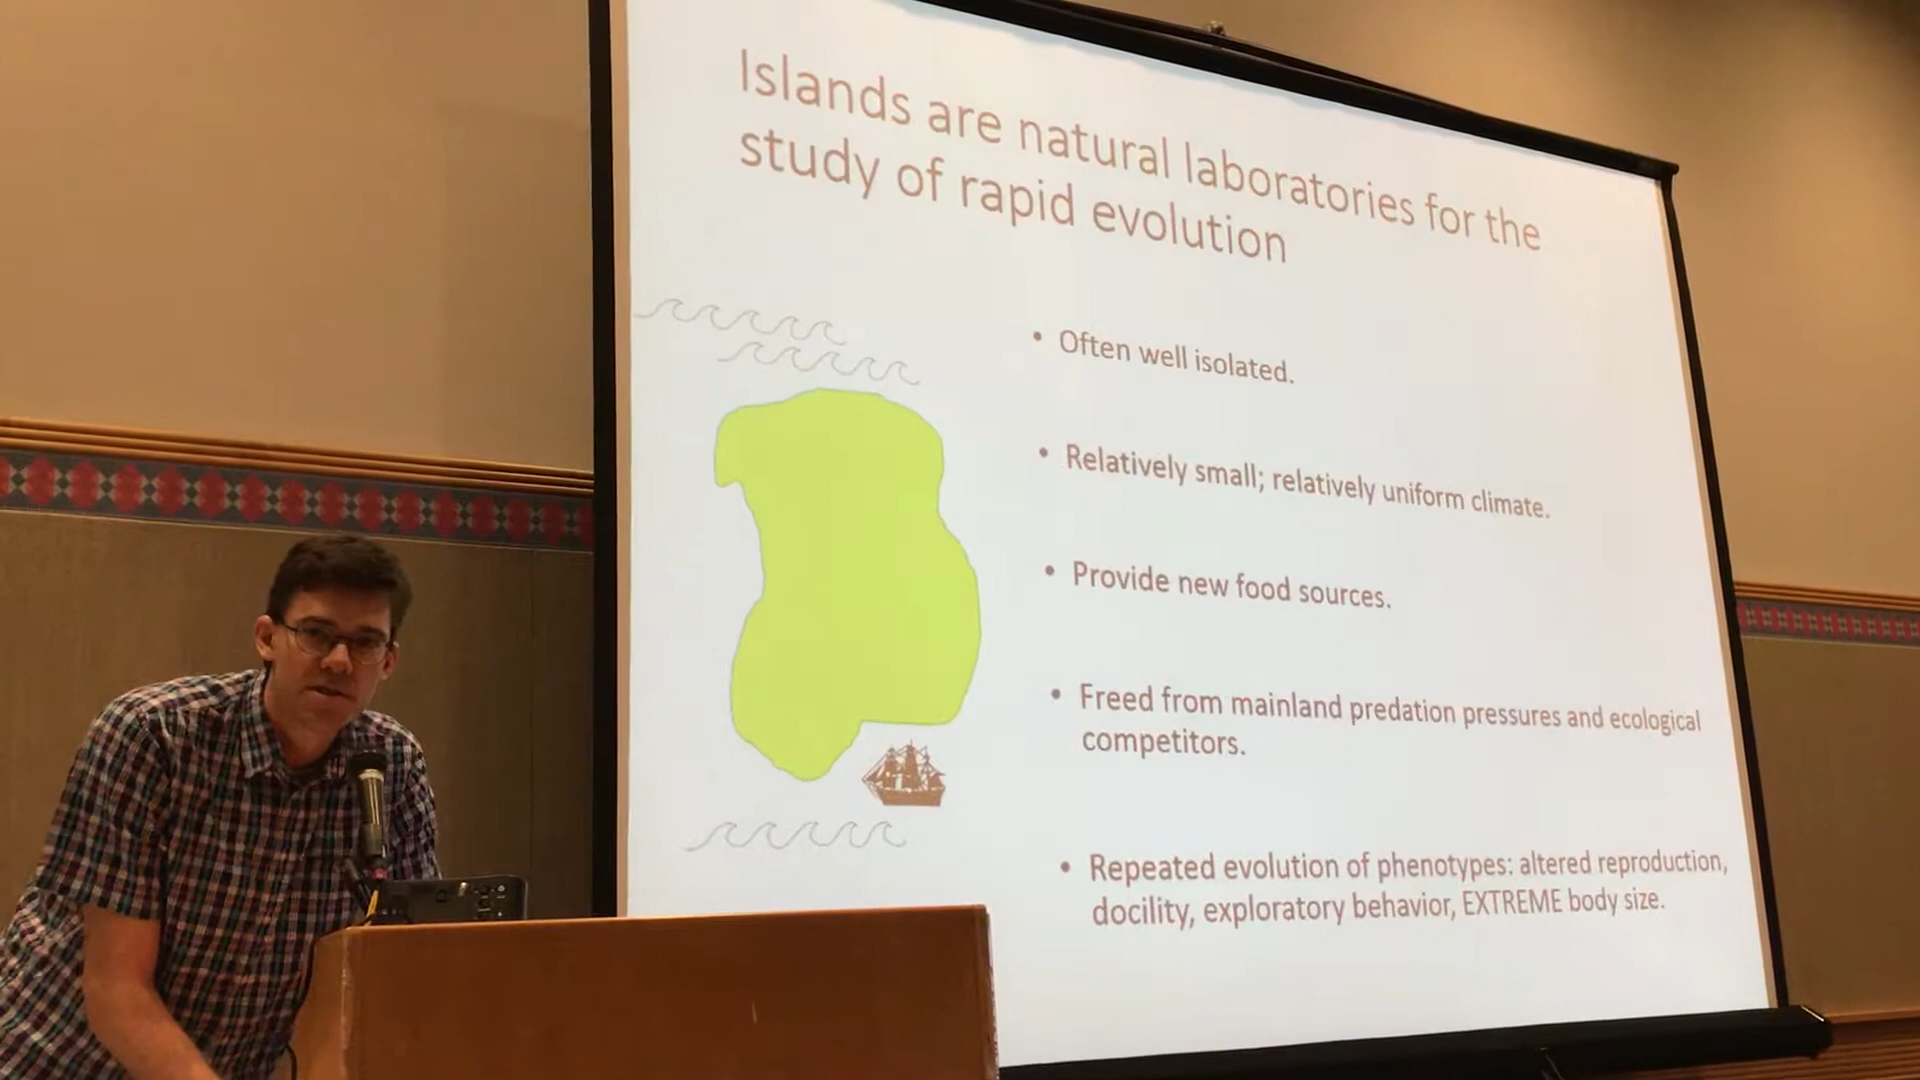 Islands are natural laboratories for the
study of rapid evolution
• Often well isolated.
• Relatively small; relatively uniform climate.
• Provide new food sources.
• Freed from mainland predation pressures and ecological
competitors.
• Repeated evolution of phenotypes: altered reproduction,
docility, exploratory behavior, EXTREME body size.